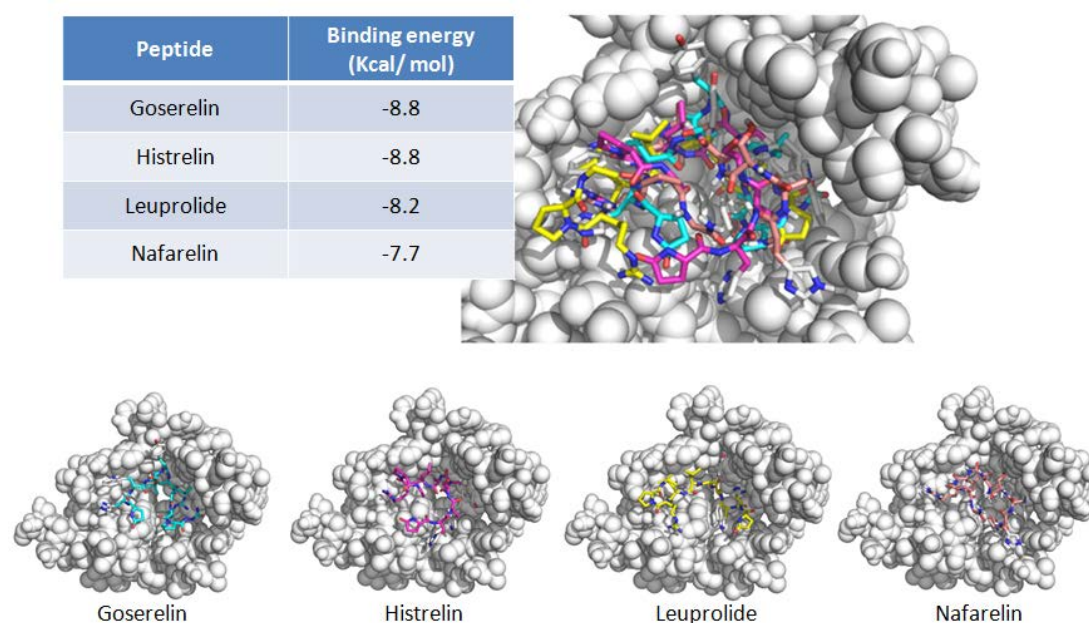 Peptide Binding energy
(Kcal/ mol)
Goserelin -8.8
Histrelin -8.8
Leuprolide -8.2
Nafarelin -7.7
Goserelin Histrelin Leuprolide Nafarelin